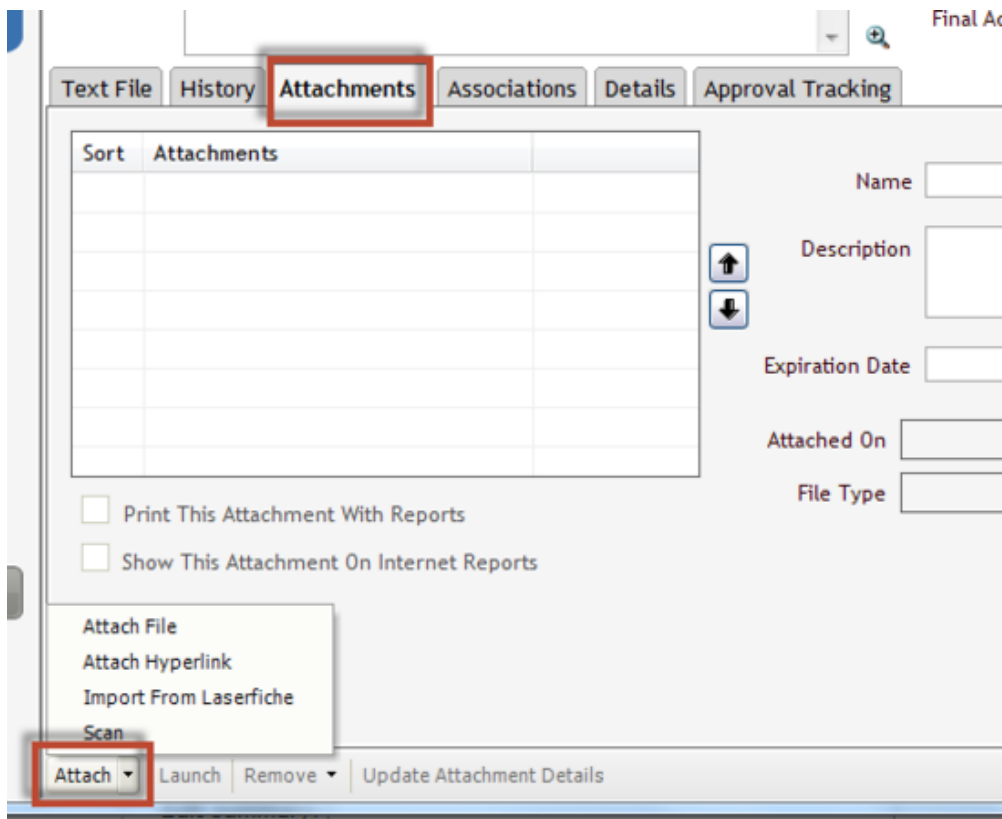 Final Ac
Text File History Attachments Associations Details Approval Tracking
Sort Attachments
Name
Description
Expiration Date
Attached On
File Type
Print This Attachment With Reports
Show This Attachment On Internet Reports
Attach File
Attach Hyperlink
Import From Laserfiche
Scan
Attach Launch Remove Update Attachment Details